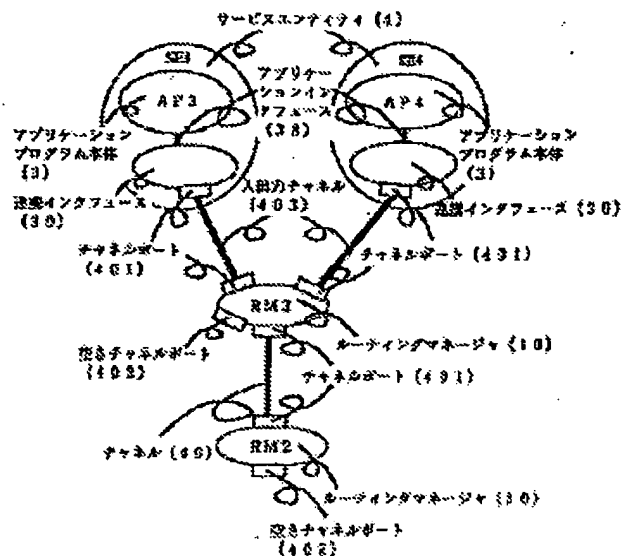 サービスエンティティ (1)
SE3
SE4
AP3
AP4
アプリケー
ションイン
タフェース
(38)
アプリケーション
プログラム本体
(3)
アプリケーション
プログラム本体
(3)
接続インタフェース
(30)
接続インタフェース (30)
入出力チャネル
(403)
チャネルポート
(401)
チャネルポート (431)
RM3
空きチャネルポート
(402)
ルーティングマネージャ (10)
チャネルポート (491)
チャネル
RM2
ルーティングマネージャ
空きチャネルポート
(402)